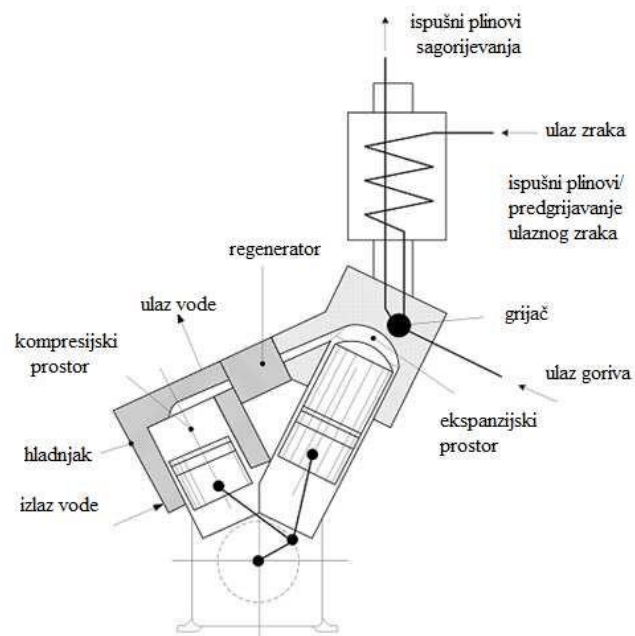 ispušni plinovi
sagorijevanja
ulaz zraka
ispušni plinovi/
predgrijavanje
ulaznog zraka
regenerator
ulaz vode
grijač
kompresijski
prostor
ulaz goriva
ekspanzijski
prostor
hladnjak
izlaz vode